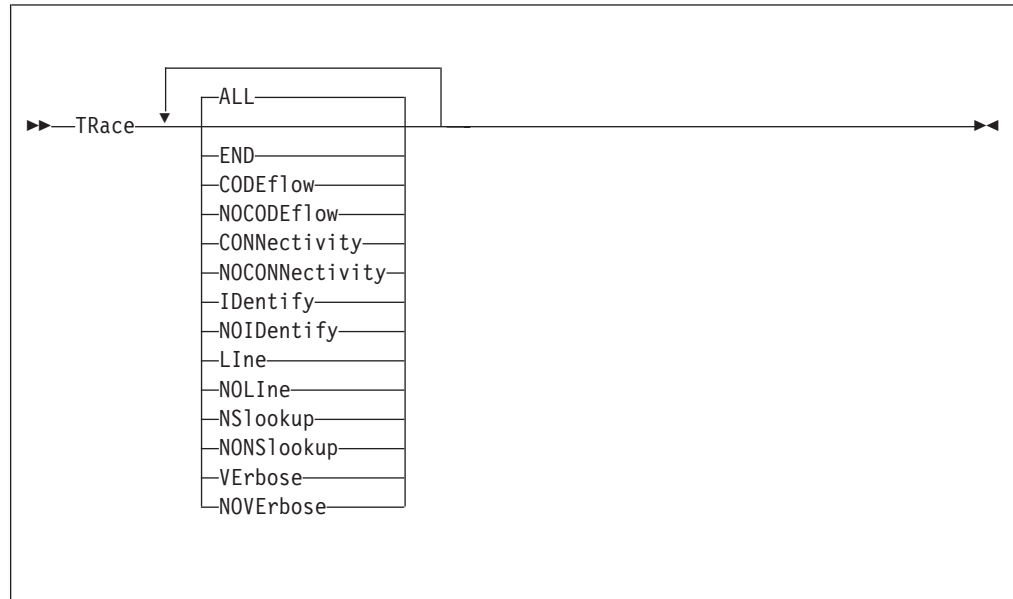 ALL
TRace
END
CODEflow
NOCODEflow
CONNectivity
NOCONNectivity
IDentify
NOIDentify
LIne
NOLIne
NSlookup
NONSlookup
VErbose
NOVErbose